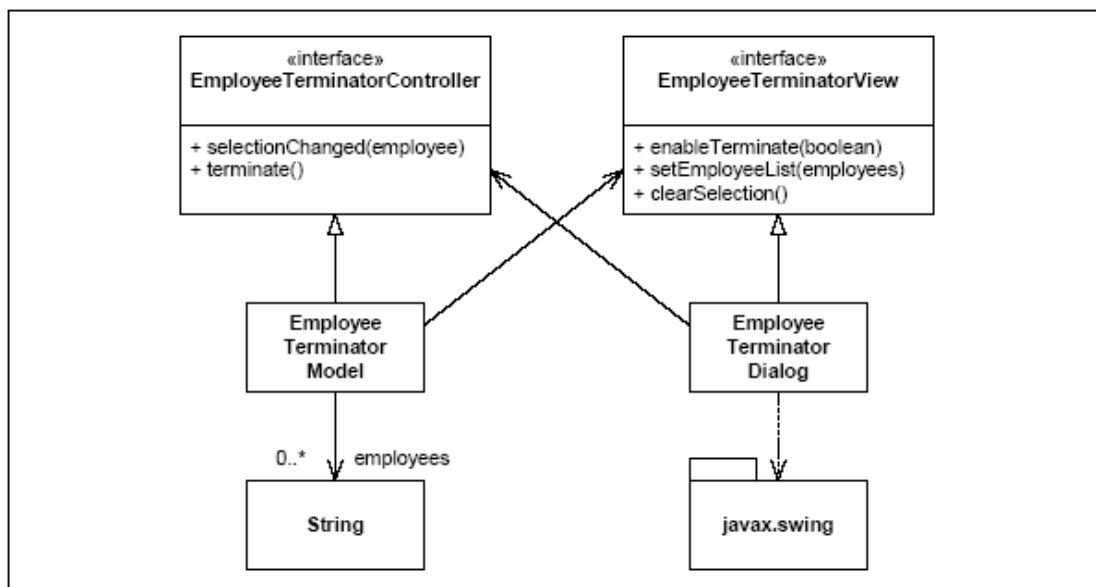 «interface»
EmployeeTerminatorController
+ selectionChanged(employee)
+ terminate()
«interface»
EmployeeTerminatorView
+ enableTerminate(boolean)
+ setEmployeeList(employees)
+ clearSelection()
Employee
Terminator
Model
Employee
Terminator
Dialog
0..* employees
String
javax.swing